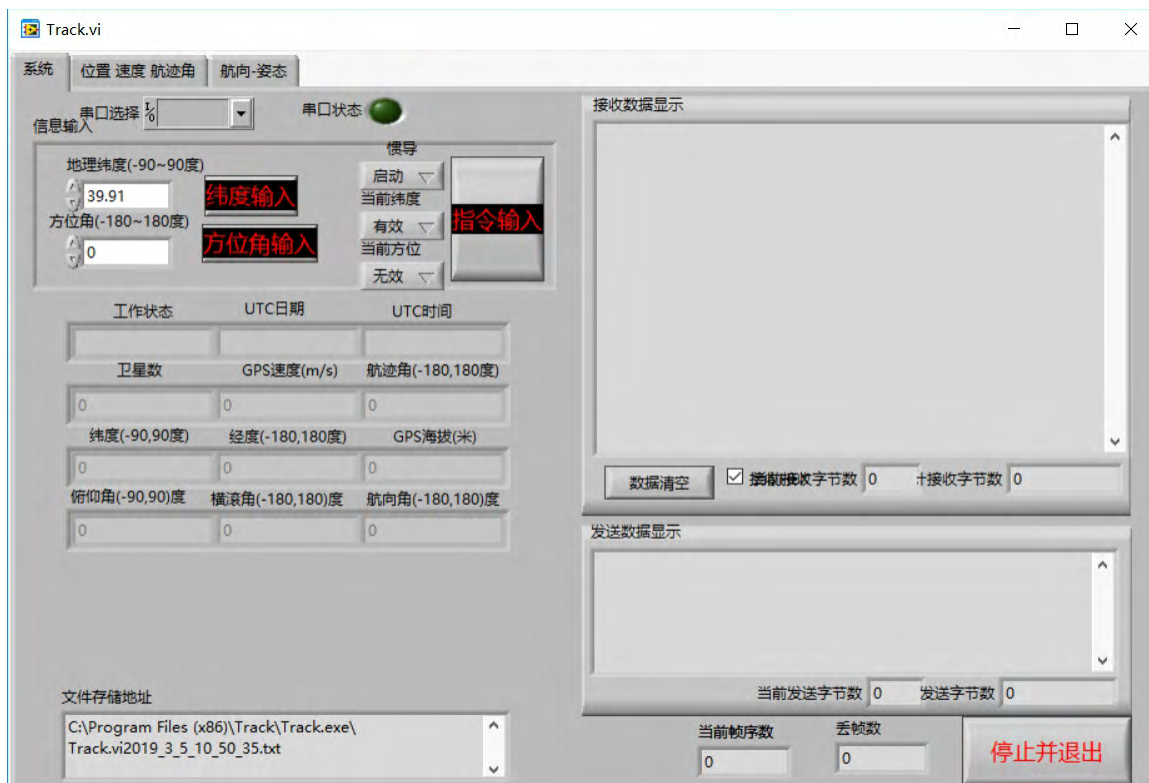 Track.vi
系统
位置 速度 航迹角
航向-姿态
串口选择
串口状态
信息输入
地理纬度(-90~90度)
39.91
纬度输入
方位角(-180~180度)
0
方位角输入
惯导
启动
当前纬度
有效
当前方位
无效
指令输入
工作状态 UTC日期 UTC时间
卫星数 GPS速度(m/s) 航迹角(-180,180度)
0 0 0
纬度(-90,90度) 经度(-180,180度) GPS海拔(米)
0 0 0
俯仰角(-90,90)度 横滚角(-180,180)度 航向角(-180,180)度
0 0 0
文件存储地址
C:\Program Files (x86)\Track\Track.exe\
Track.vi2019_3_5_10_50_35.txt
接收数据显示
数据清空
字节数 0
接收字节数 0
发送数据显示
当前发送字节数 0
发送字节数 0
当前帧序数
0
丢帧数
0
停止并退出